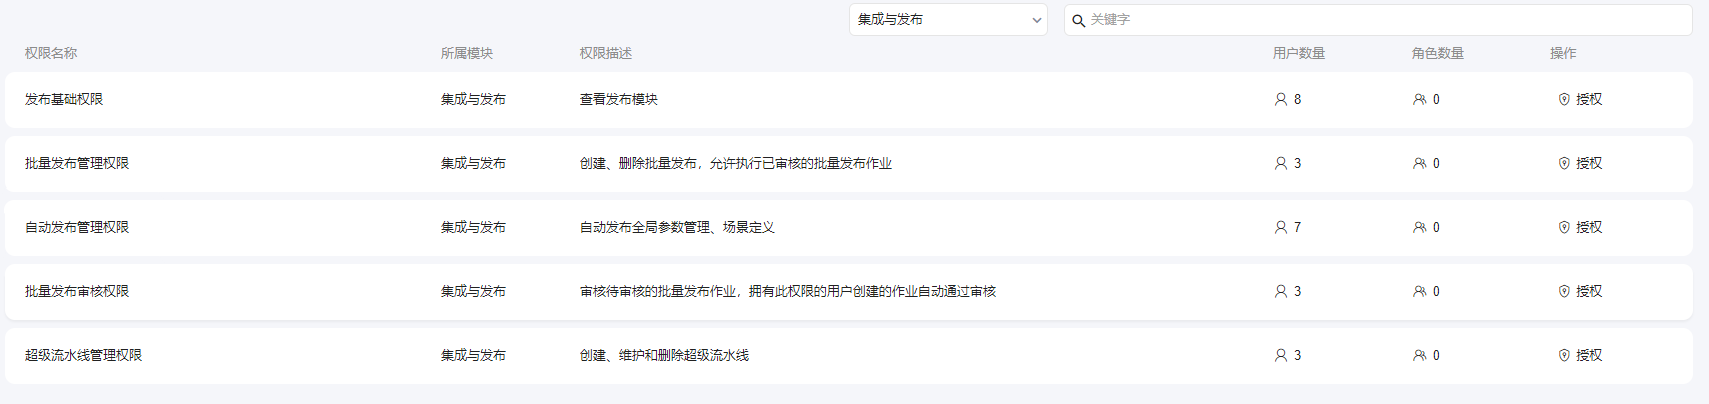 集成与发布 关键字
权限名称 所属模块 权限描述 用户数量 角色数量 操作
发布基础权限 集成与发布 查看发布模块 8 0 授权
批量发布管理权限 集成与发布 创建、删除批量发布，允许执行已审核的批量发布作业 3 0 授权
自动发布管理权限 集成与发布 自动发布全局参数管理、场景定义 7 0 授权
批量发布审核权限 集成与发布 审核待审核的批量发布作业，拥有此权限的用户创建的作业自动通过审核 3 0 授权
超级流水线管理权限 集成与发布 创建、维护和删除超级流水线 3 0 授权